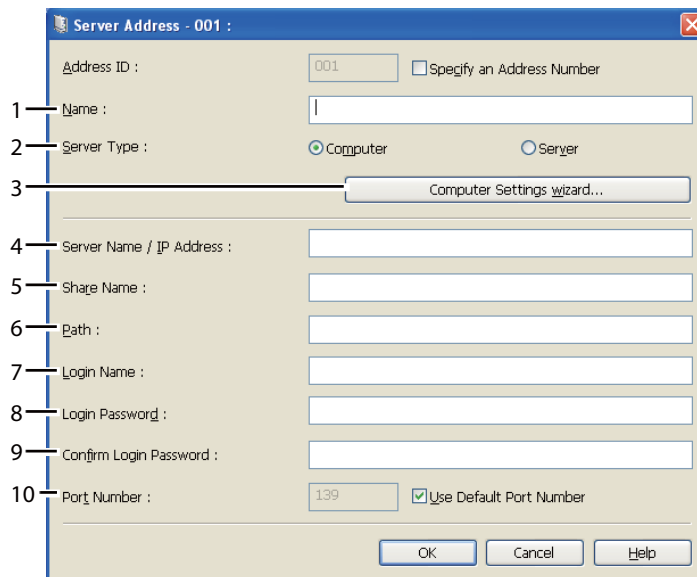 Server Address - 001 :
Address ID : 001 Specify an Address Number
1 Name :
2 Server Type : Computer Server
3 Computer Settings wizard...
4 Server Name / IP Address :
5 Share Name :
6 Path :
7 Login Name :
8 Login Password :
9 Confirm Login Password :
10 Port Number : 139 Use Default Port Number
OK Cancel Help